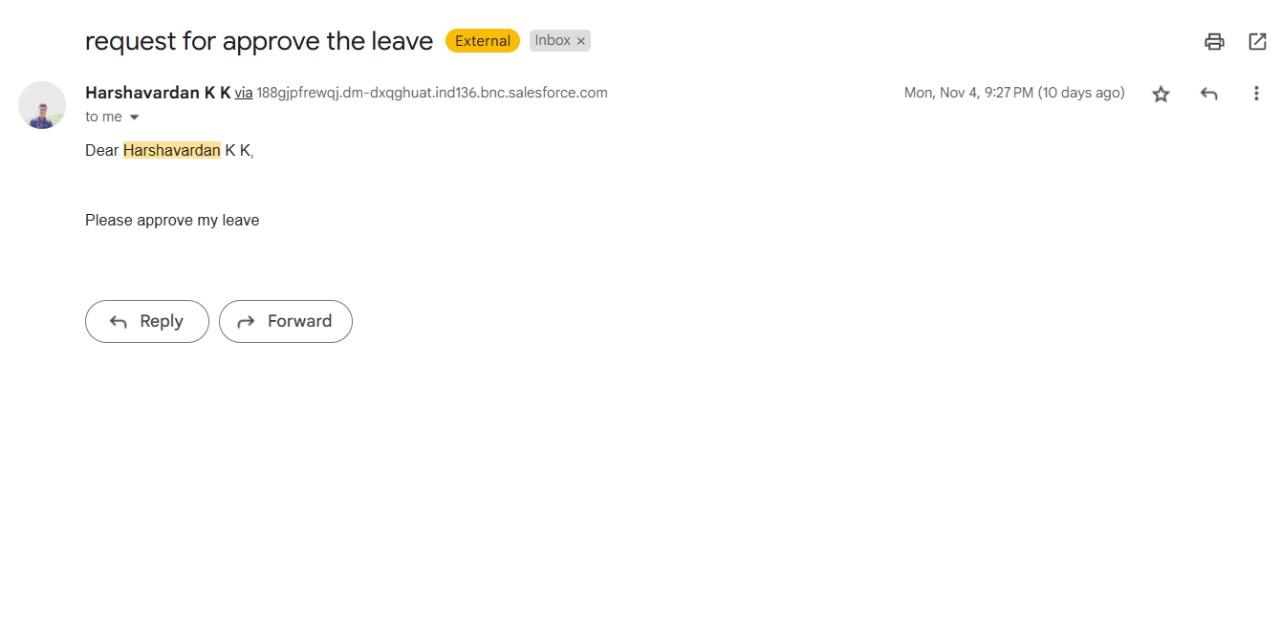 request for approve the leave External Inbox ×
Harshavardan K K via 188gjpfrewqj.dm-dxqghuat.ind136.bnc.salesforce.com Mon, Nov 4, 9:27 PM (10 days ago)
to me
Dear Harshavardan K K,
Please approve my leave
Reply Forward